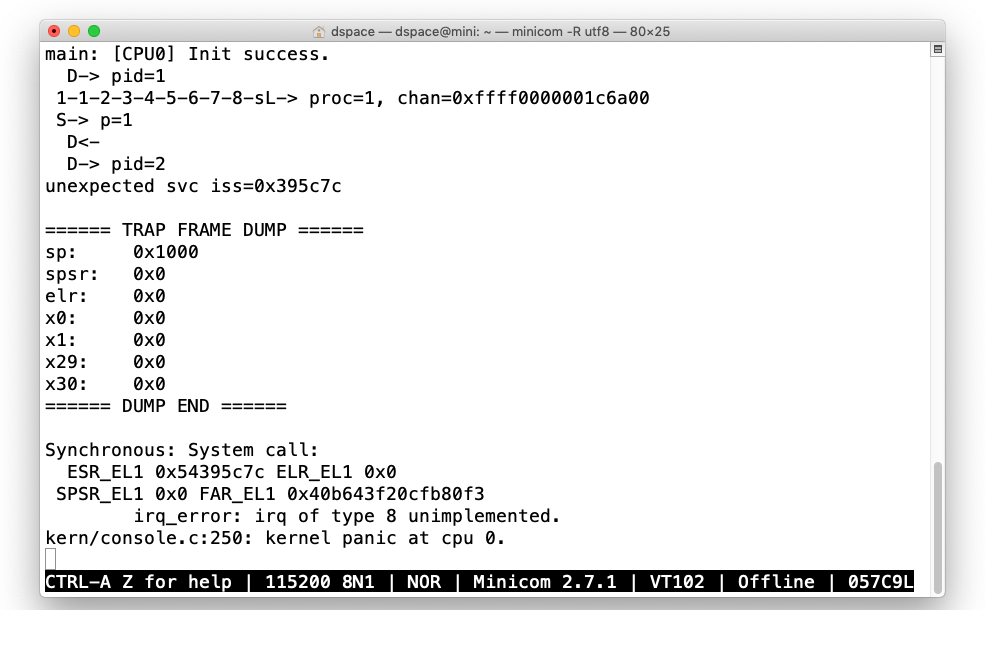 dspace — dspace@mini: ~ — minicom -R utf8 — 80×25
main: [CPU0] Init success.
  D-> pid=1
 1-1-2-3-4-5-6-7-8-sL-> proc=1, chan=0xffff0000001c6a00
 S-> p=1
  D<-
  D-> pid=2
unexpected svc iss=0x395c7c
====== TRAP FRAME DUMP ======
sp:     0x1000
spsr:   0x0
elr:    0x0
x0:     0x0
x1:     0x0
x29:    0x0
x30:    0x0
====== DUMP END ======
Synchronous: System call:
  ESR_EL1 0x54395c7c ELR_EL1 0x0
 SPSR_EL1 0x0 FAR_EL1 0x40b643f20cfb80f3
        irq_error: irq of type 8 unimplemented.
kern/console.c:250: kernel panic at cpu 0.
CTRL-A Z for help | 115200 8N1 | NOR | Minicom 2.7.1 | VT102 | Offline | 057C9L